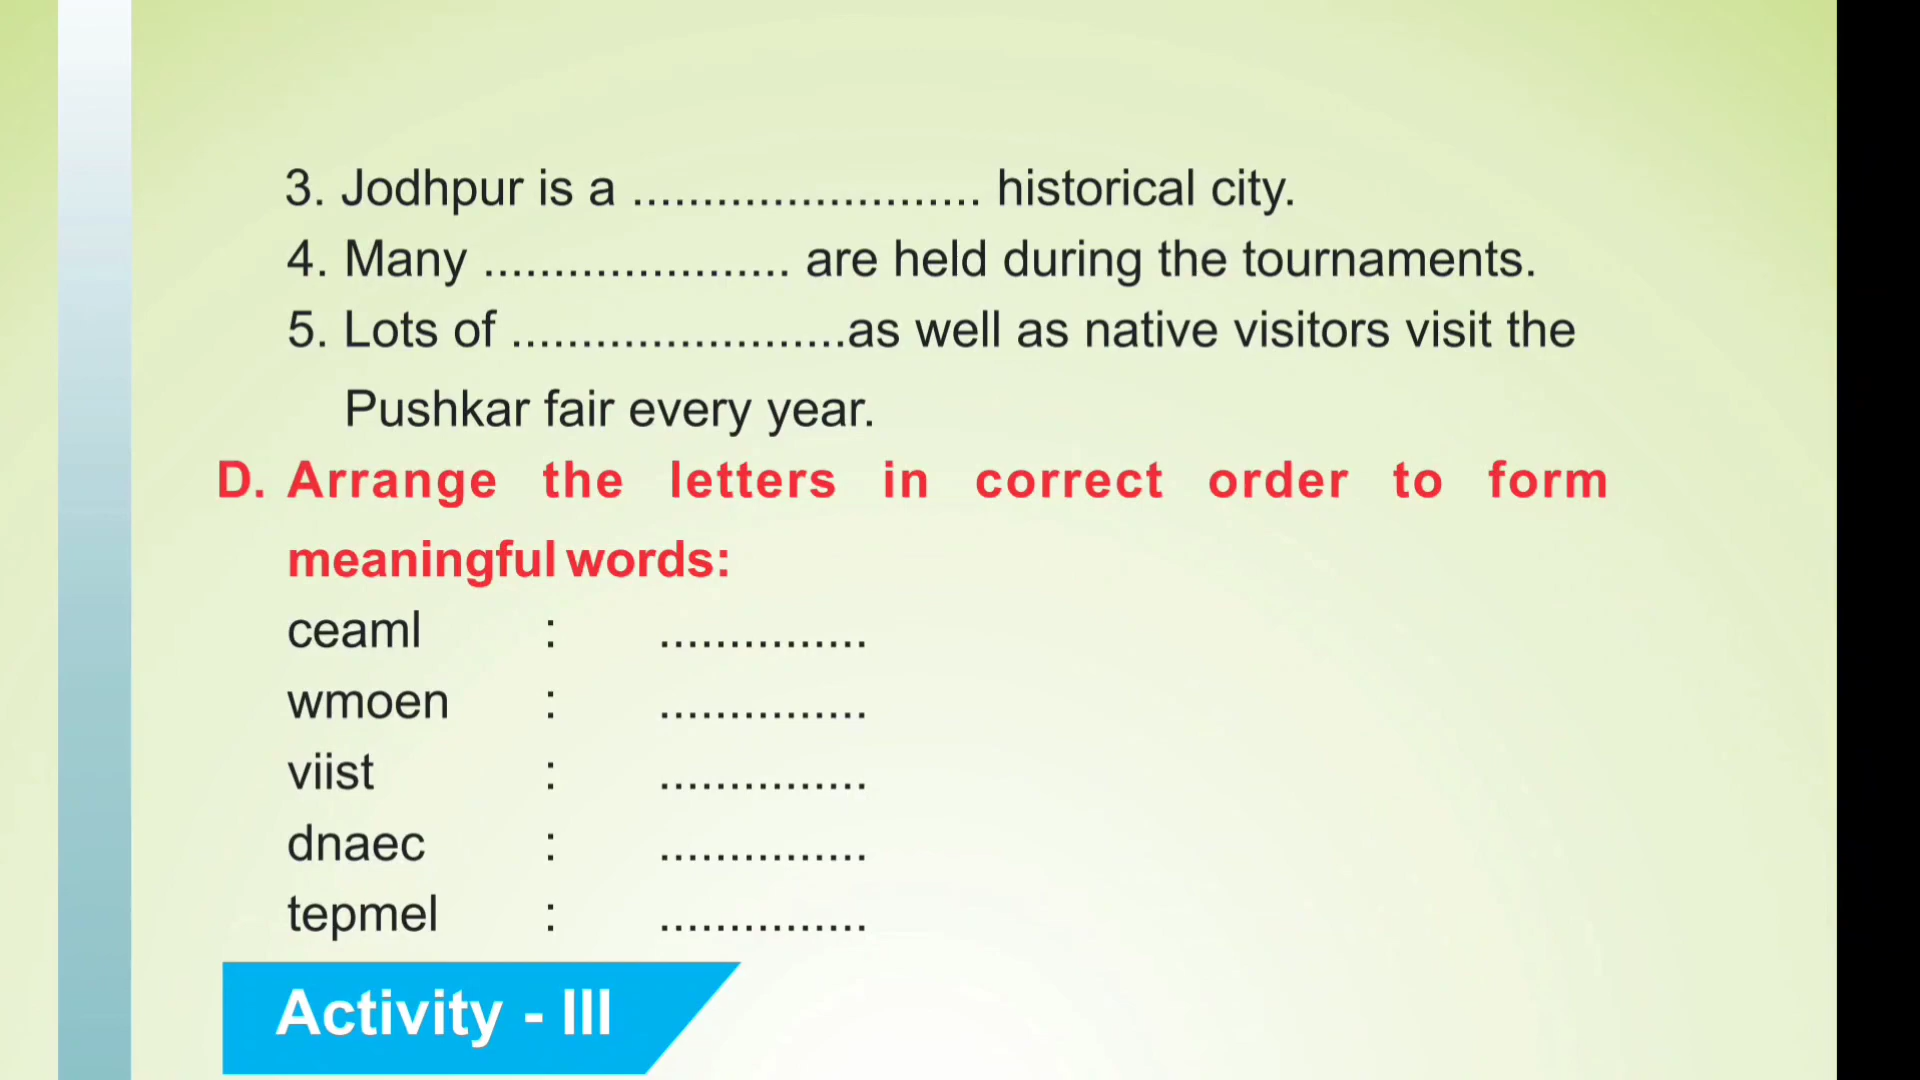 3. Jodhpur is a ......................... historical city.
4. Many ...................... are held during the tournaments.
5. Lots of ........................as well as native visitors visit the
Pushkar fair every year.
D. Arrange the letters in correct order to form
meaningful words:
ceaml : ...............
wmoen : ...............
viist : ...............
dnaec : ...............
tepmel : ...............
Activity - III